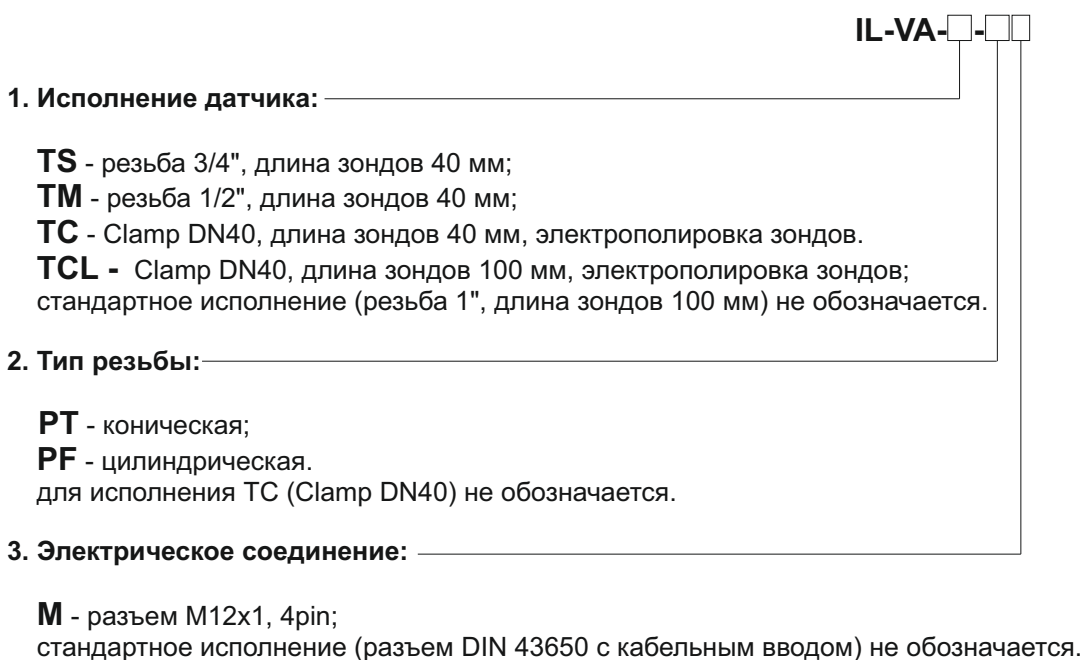 IL-VA-□-□□
1. Исполнение датчика:
TS - резьба 3/4", длина зондов 40 мм;
TM - резьба 1/2", длина зондов 40 мм;
TC - Clamp DN40, длина зондов 40 мм, электрополировка зондов.
TCL - Clamp DN40, длина зондов 100 мм, электрополировка зондов;
стандартное исполнение (резьба 1", длина зондов 100 мм) не обозначается.
2. Тип резьбы:
PT - коническая;
PF - цилиндрическая.
для исполнения TC (Clamp DN40) не обозначается.
3. Электрическое соединение:
M - разъем M12x1, 4pin;
стандартное исполнение (разъем DIN 43650 с кабельным вводом) не обозначается.